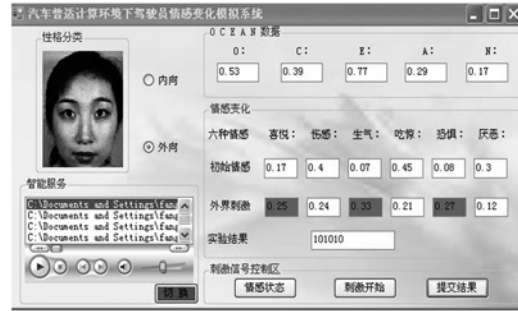 汽车普适计算环境下驾驶员情感变化模拟系统
性格分类
内向
外向
智能服务
C:\Documents and Settings\fang
C:\Documents and Settings\fang
C:\Documents and Settings\fang
C:\Documents and Settings\fang
切换
OCEAN数据
O: C: E: A: N:
0.53 0.39 0.77 0.29 0.17
情感变化
六种情感 喜悦: 伤感: 生气: 吃惊: 恐惧: 厌恶:
初始情感 0.17 0.4 0.07 0.45 0.08 0.3
外界刺激 0.25 0.24 0.33 0.21 0.27 0.12
实验结果 101010
刺激信号控制区
情感状态 刺激开始 提交结果